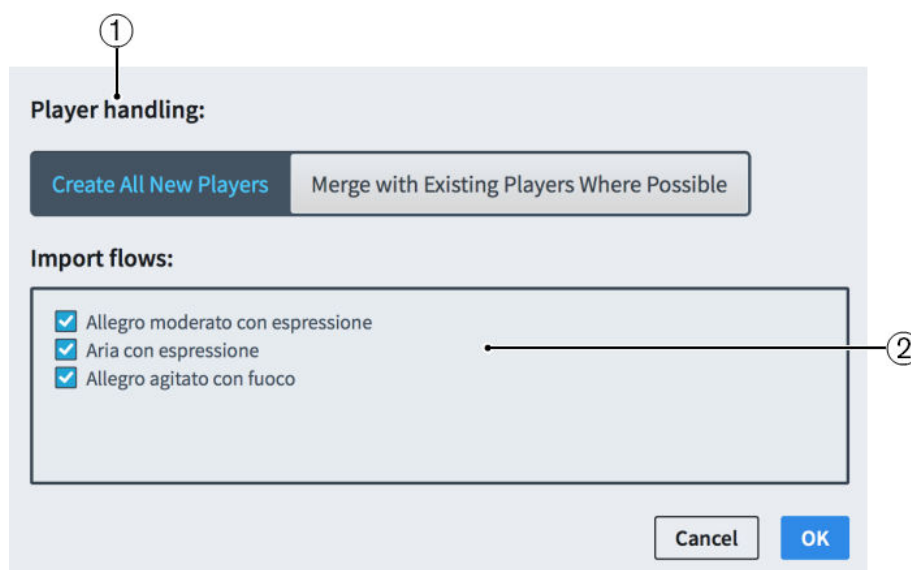 ①
Player handling:
Create All New Players Merge with Existing Players Where Possible
Import flows:
Allegro moderato con espressione
Aria con espressione
②
Allegro agitato con fuoco
Cancel OK